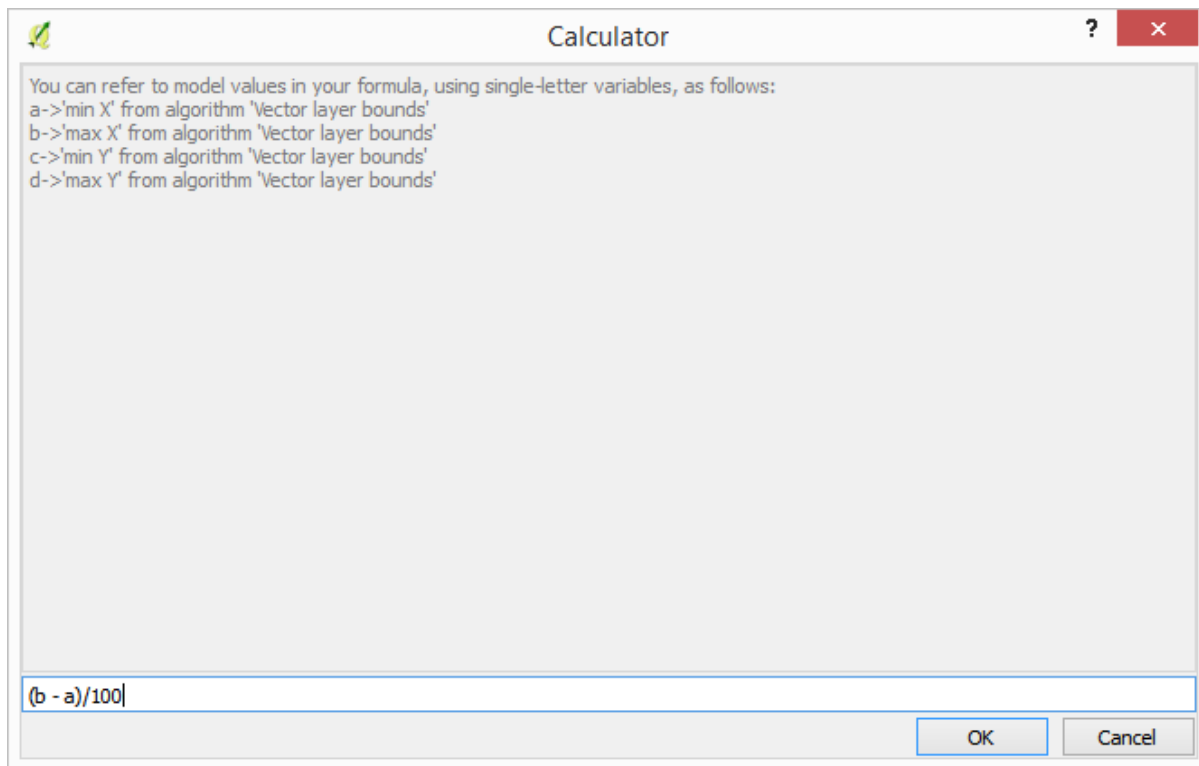 Calculator
?
×
You can refer to model values in your formula, using single-letter variables, as follows:
a->'min X' from algorithm 'Vector layer bounds'
b->'max X' from algorithm 'Vector layer bounds'
c->'min Y' from algorithm 'Vector layer bounds'
d->'max Y' from algorithm 'Vector layer bounds'
(b - a)/100
OK
Cancel